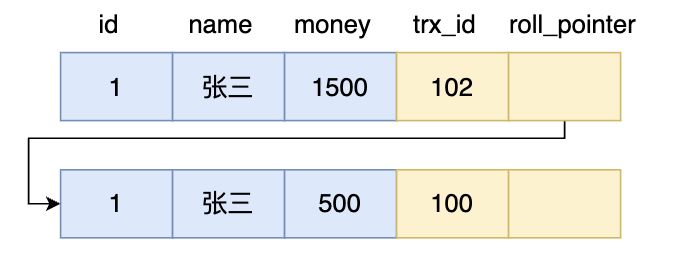 id name money trx_id roll_pointer
1 张三 1500 102
1 张三 500 100